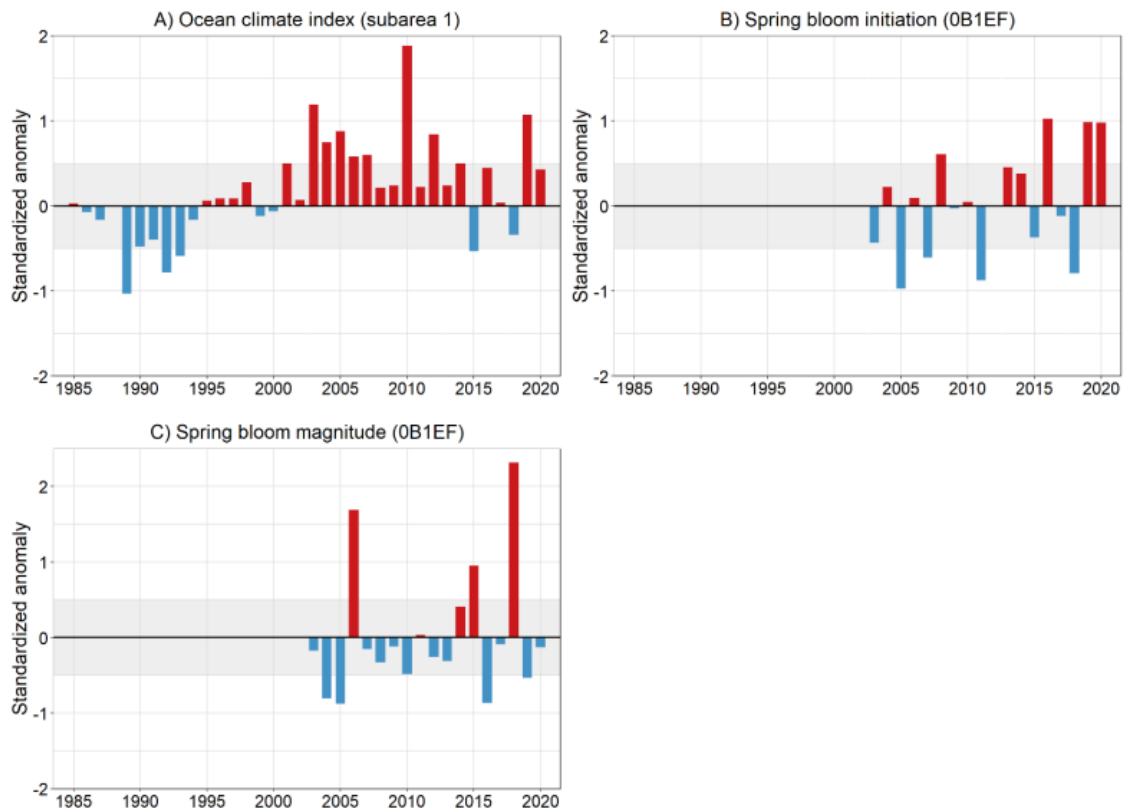 A) Ocean climate index (subarea 1)
Standardized anomaly
2
1
0
-1
-2
1985 1990 1995 2000 2005 2010 2015 2020
B) Spring bloom initiation (0B1EF)
Standardized anomaly
2
1
0
-1
-2
1985 1990 1995 2000 2005 2010 2015 2020
C) Spring bloom magnitude (0B1EF)
Standardized anomaly
2
1
0
-1
-2
1985 1990 1995 2000 2005 2010 2015 2020